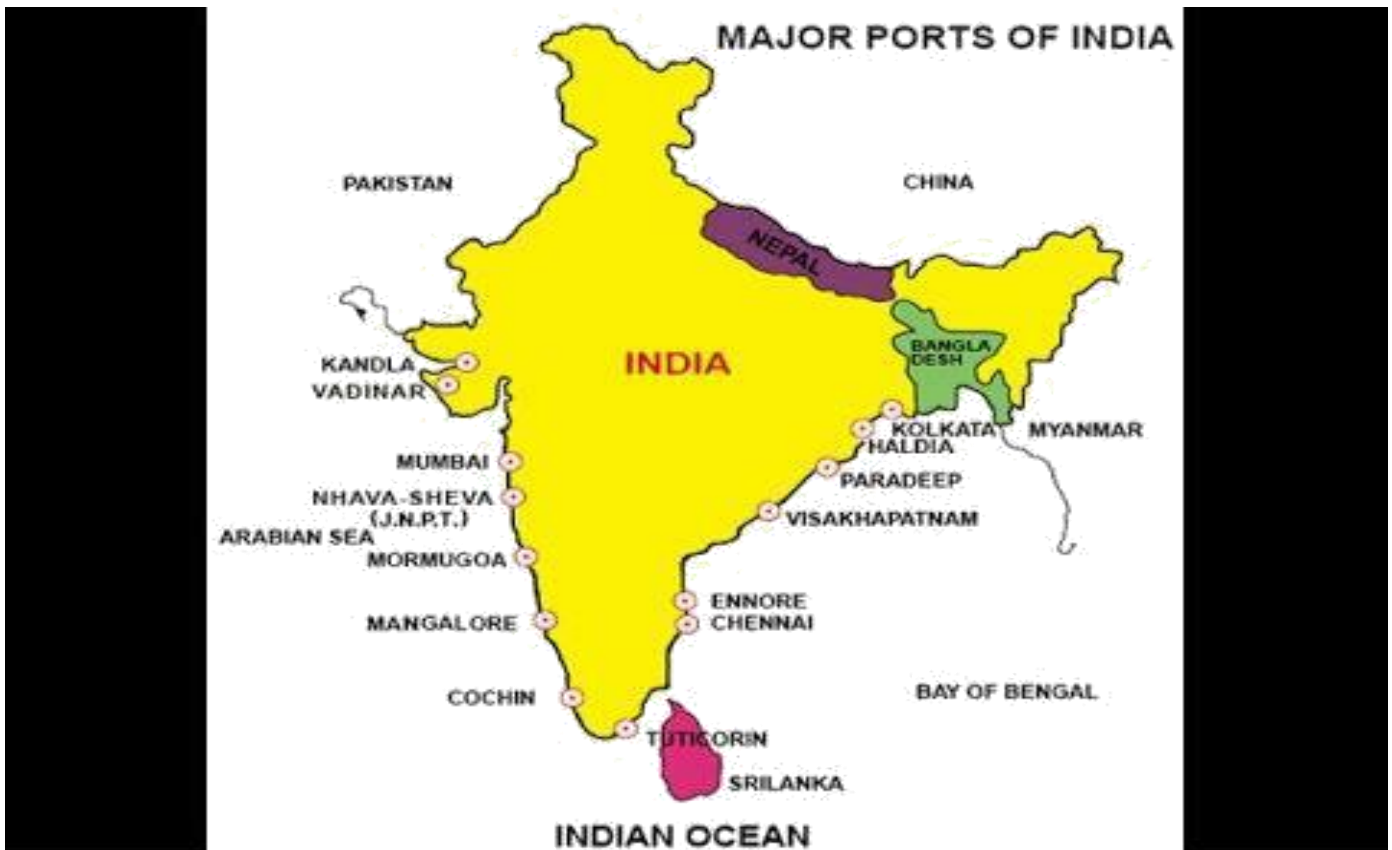 MAJOR PORTS OF INDIA
PAKISTAN
CHINA
NEPAL
INDIA
BANGLA
DESH
KANDLA
VADINAR
KOLKATA
MYANMAR
HALDIA
MUMBAI
PARADEEP
NHAVA-SHEVA
(J.N.P.T.)
VISAKHAPATNAM
ARABIAN SEA
MORMUGOA
ENNORE
MANGALORE
CHENNAI
COCHIN
BAY OF BENGAL
TUTICORIN
SRILANKA
INDIAN OCEAN